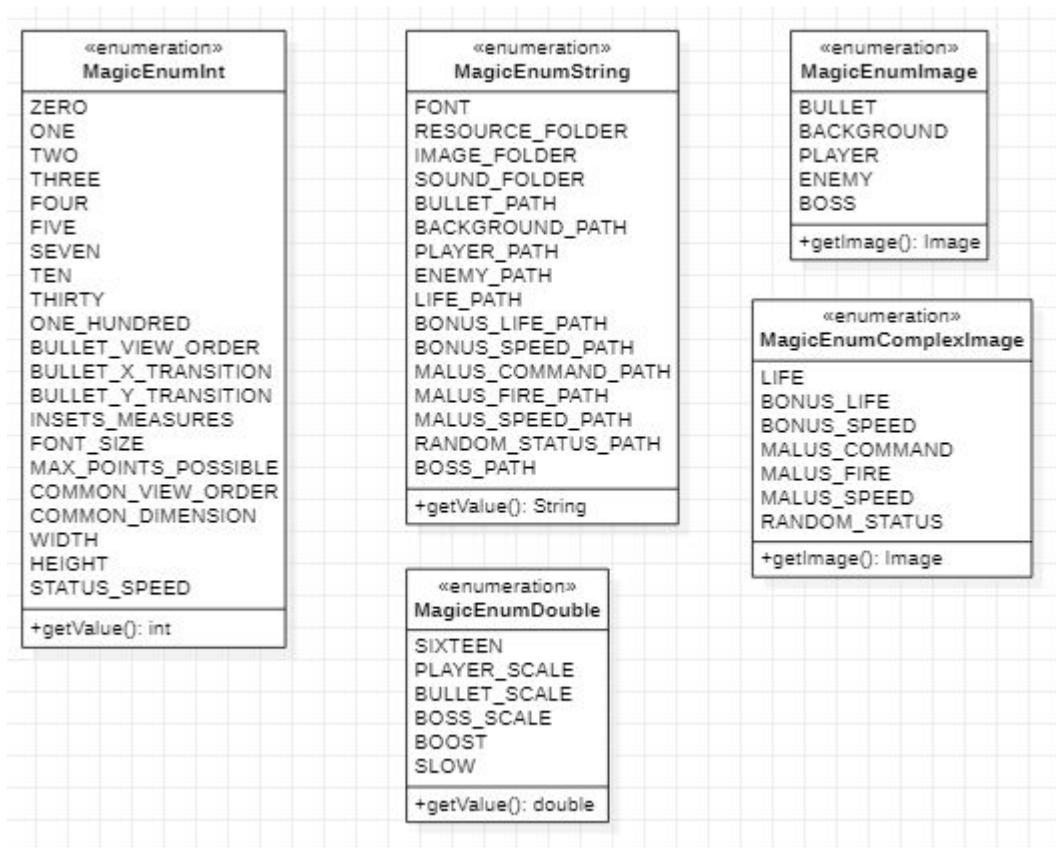 «enumeration»
MagicEnumInt
ZERO
ONE
TWO
THREE
FOUR
FIVE
SEVEN
TEN
THIRTY
ONE_HUNDRED
BULLET_VIEW_ORDER
BULLET_X_TRANSITION
BULLET_Y_TRANSITION
INSETS_MEASURES
FONT_SIZE
MAX_POINTS_POSSIBLE
COMMON_VIEW_ORDER
COMMON_DIMENSION
WIDTH
HEIGHT
STATUS_SPEED
+getValue(): int
«enumeration»
MagicEnumString
FONT
RESOURCE_FOLDER
IMAGE_FOLDER
SOUND_FOLDER
BULLET_PATH
BACKGROUND_PATH
PLAYER_PATH
ENEMY_PATH
LIFE_PATH
BONUS_LIFE_PATH
BONUS_SPEED_PATH
MALUS_COMMAND_PATH
MALUS_FIRE_PATH
MALUS_SPEED_PATH
RANDOM_STATUS_PATH
BOSS_PATH
+getValue(): String
«enumeration»
MagicEnumDouble
SIXTEEN
PLAYER_SCALE
BULLET_SCALE
BOSS_SCALE
BOOST
SLOW
+getValue(): double
«enumeration»
MagicEnumImage
BULLET
BACKGROUND
PLAYER
ENEMY
BOSS
+getImage(): Image
«enumeration»
MagicEnumComplexImage
LIFE
BONUS_LIFE
BONUS_SPEED
MALUS_COMMAND
MALUS_FIRE
MALUS_SPEED
RANDOM_STATUS
+getImage(): Image